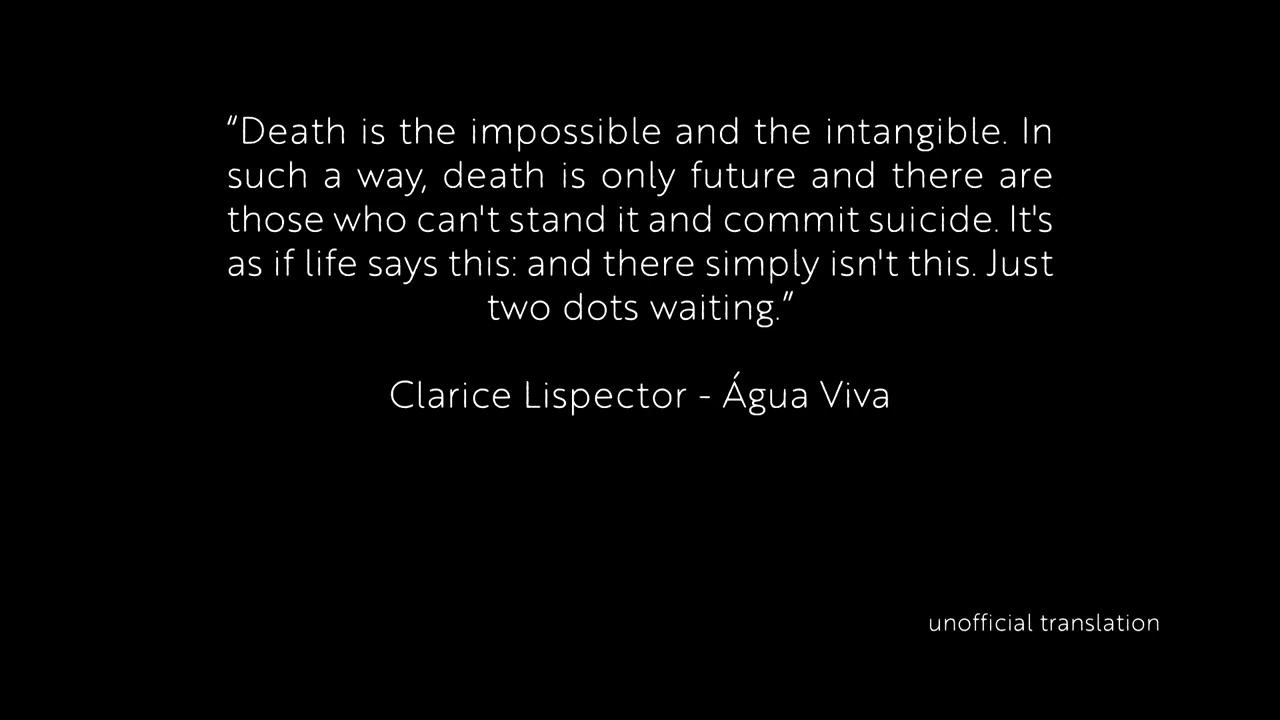 “Death is the impossible and the intangible. In
such a way, death is only future and there are
those who can't stand it and commit suicide. It's
as if life says this: and there simply isn't this. Just
two dots waiting.”
Clarice Lispector - Água Viva
unofficial translation